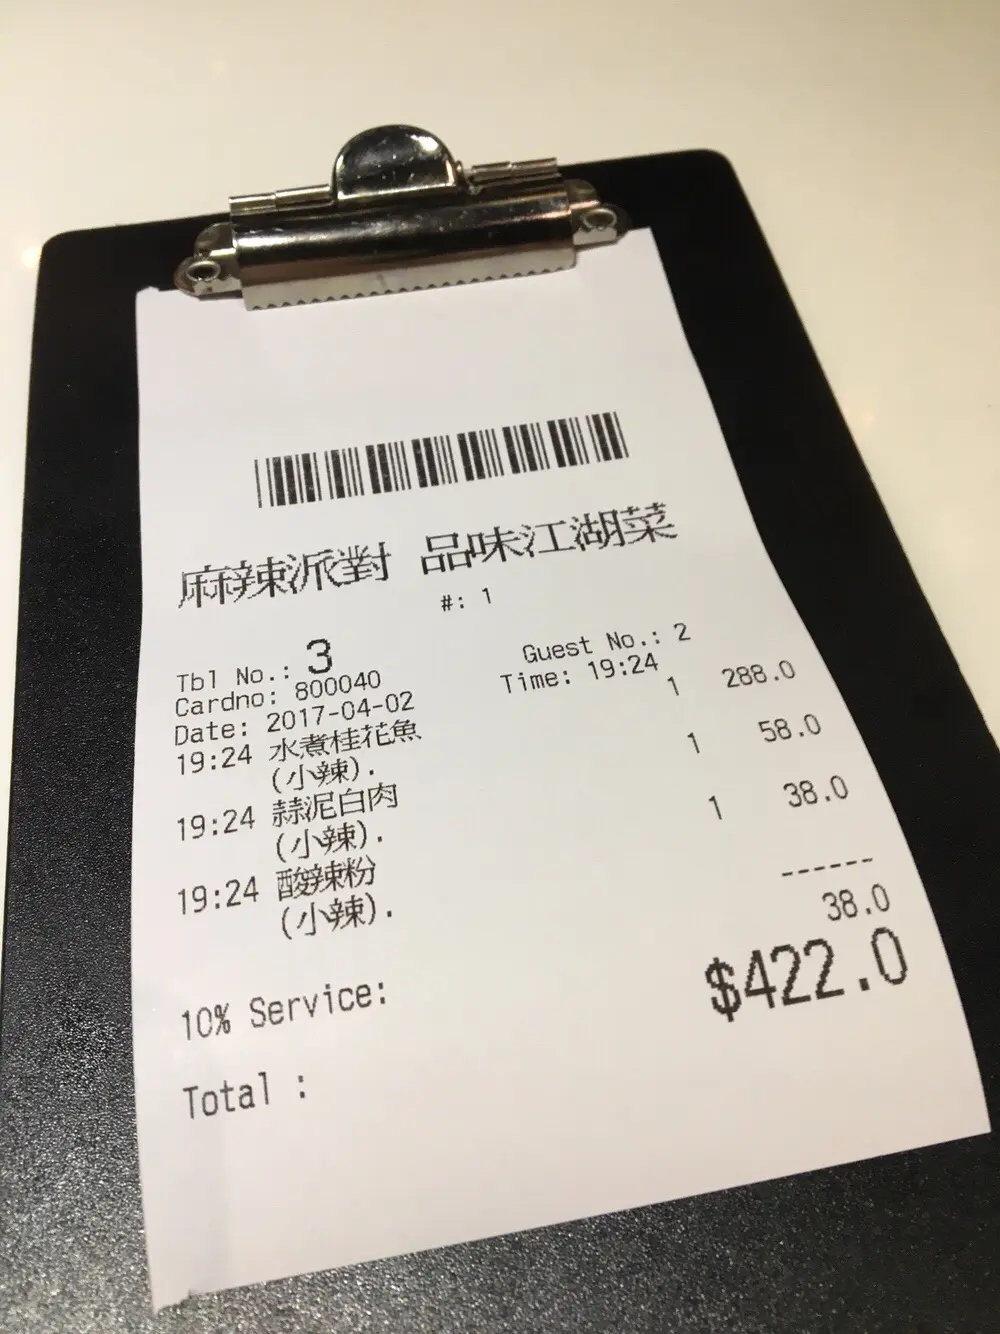 麻辣派對 品味江湖菜
#: 1
Tbl No.: 3 Guest No.: 2
Cardno: 800040 Time: 19:24
Date: 2017-04-02
19:24 水煮桂花魚 1 288.0
(小辣).
19:24 蒜泥白肉 1 58.0
(小辣).
19:24 酸辣粉 1 38.0
(小辣).
------
10% Service: 38.0
Total : $422.0